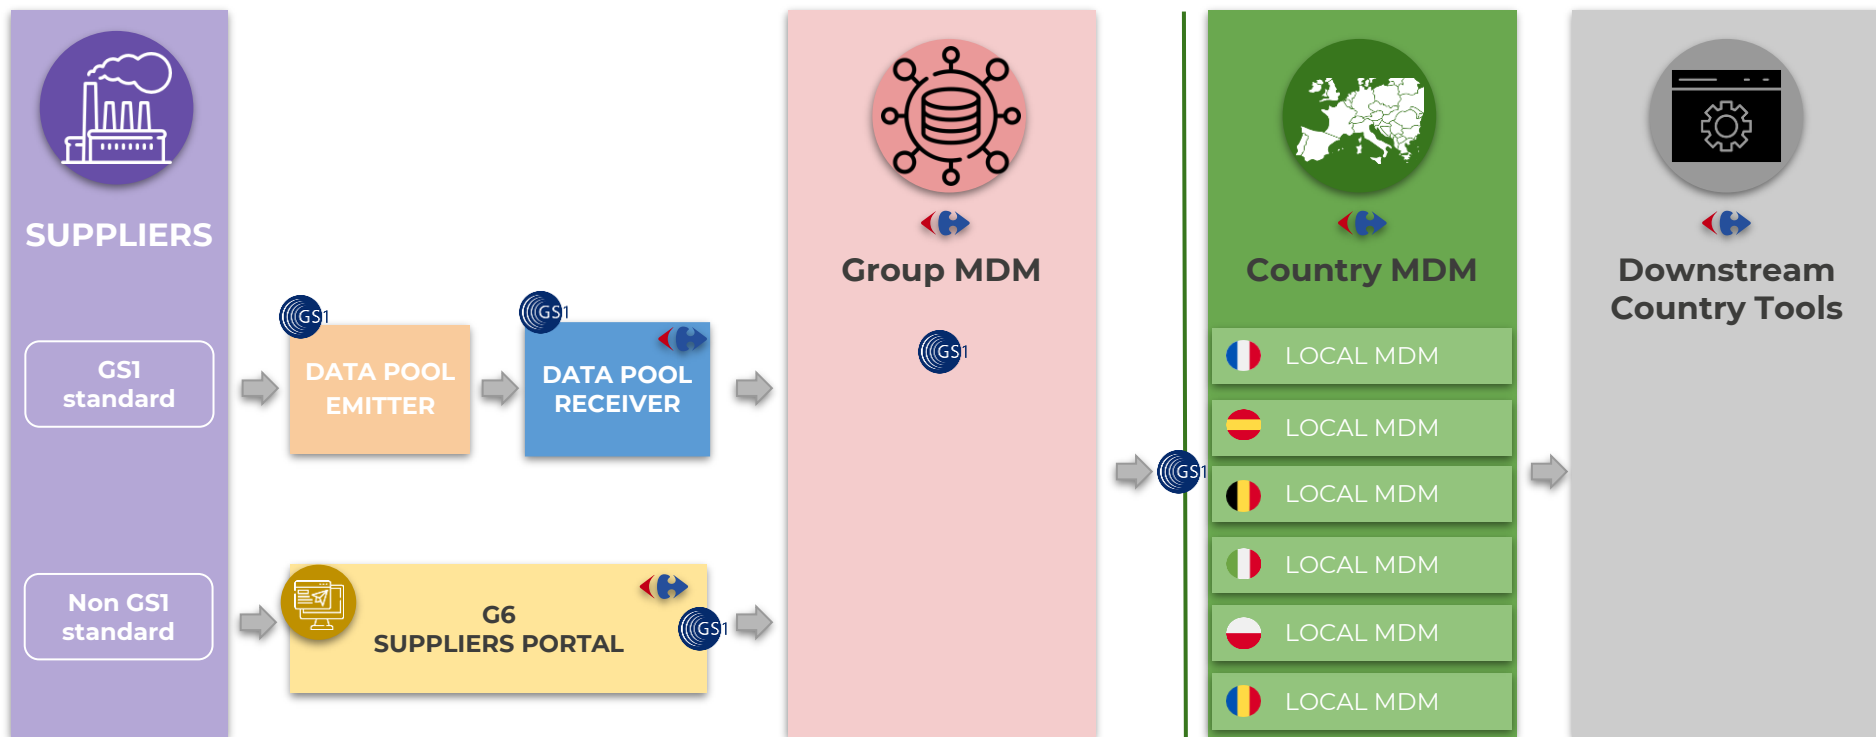 SUPPLIERS
GS1
standard
Non GS1
standard
GS1
DATA POOL
EMITTER
GS1
DATA POOL
RECEIVER
G6
SUPPLIERS PORTAL
GS1
Group MDM
GS1
GS1
Country MDM
LOCAL MDM
LOCAL MDM
LOCAL MDM
LOCAL MDM
LOCAL MDM
LOCAL MDM
Downstream
Country Tools